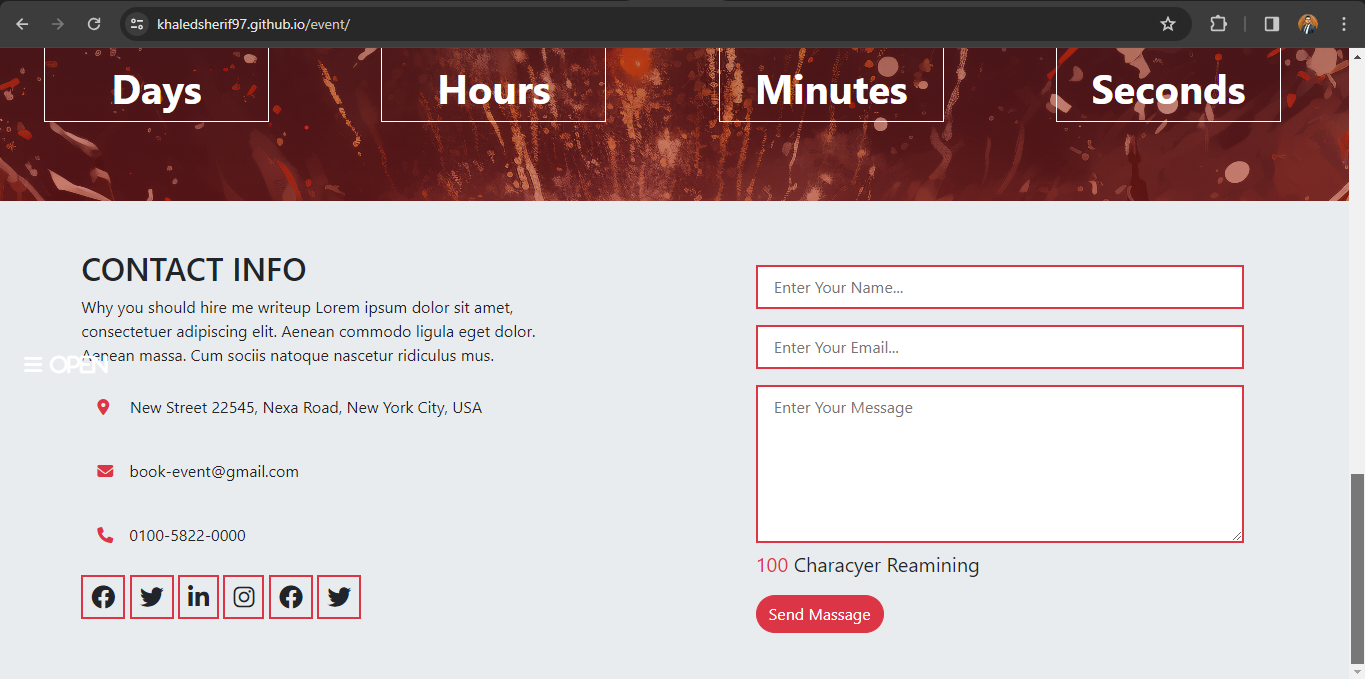 khaledsherif97.github.io/event/
Days
Hours
Minutes
Seconds
CONTACT INFO
Why you should hire me writeup Lorem ipsum dolor sit amet,
consectetuer adipiscing elit. Aenean commodo ligula eget dolor.
Aenean massa. Cum sociis natoque nascetur ridiculus mus.
OPEN
New Street 22545, Nexa Road, New York City, USA
book-event@gmail.com
0100-5822-0000
Enter Your Name...
Enter Your Email...
Enter Your Message
100 Characyer Reamining
Send Massage